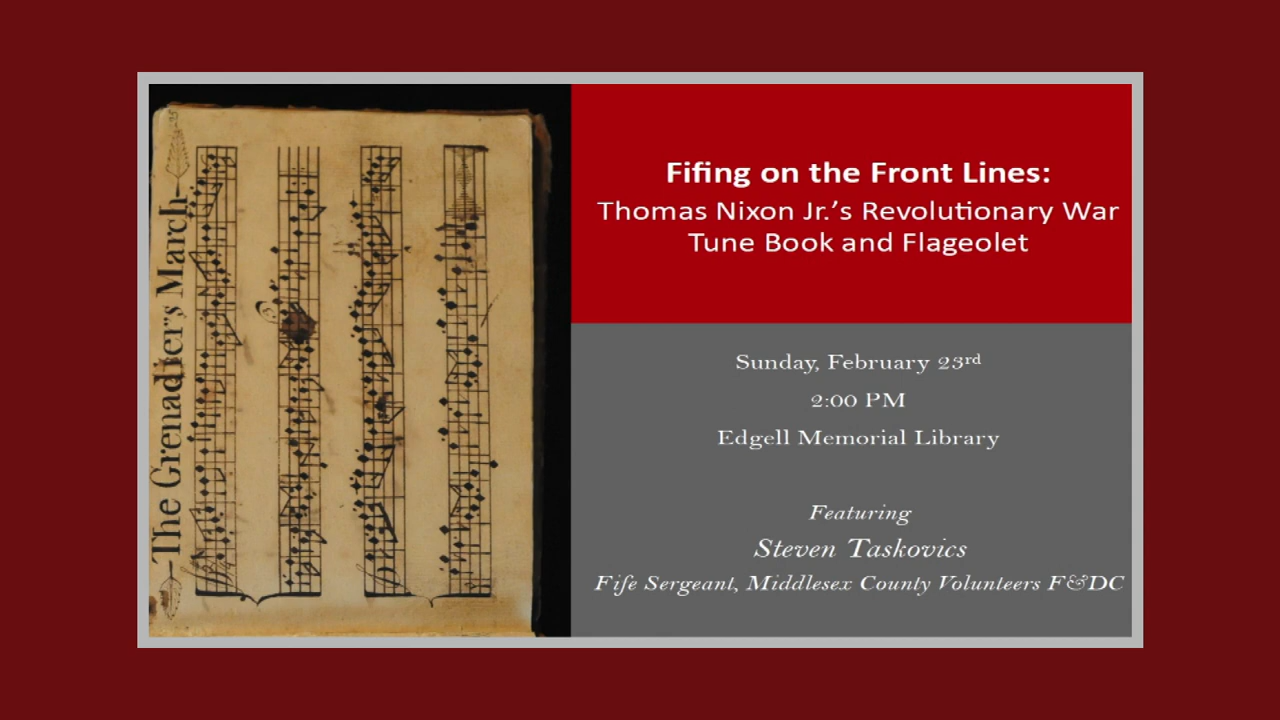 The Grenadiers March
Fifing on the Front Lines:
Thomas Nixon Jr.'s Revolutionary War
Tune Book and Flageolet
Sunday, February 23rd
2:00 PM
Edgell Memorial Library
Featuring
Steven Taskovics
Fife Sergeant, Middlesex County Volunteers F&DC